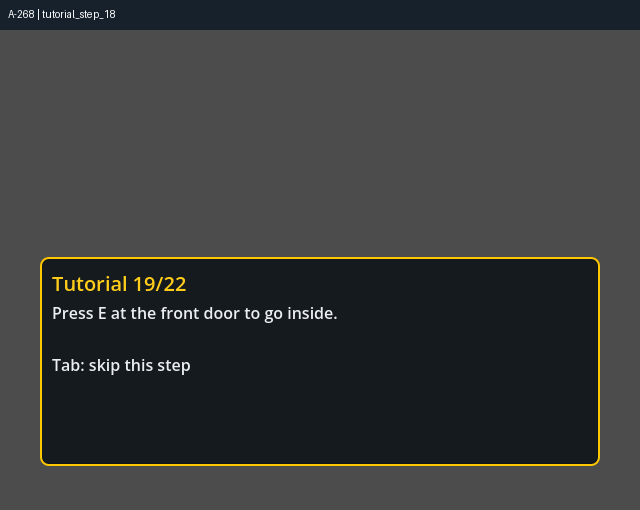 A-268 | tutorial_step_18
Tutorial 19/22
Press E at the front door to go inside.
Tab: skip this step